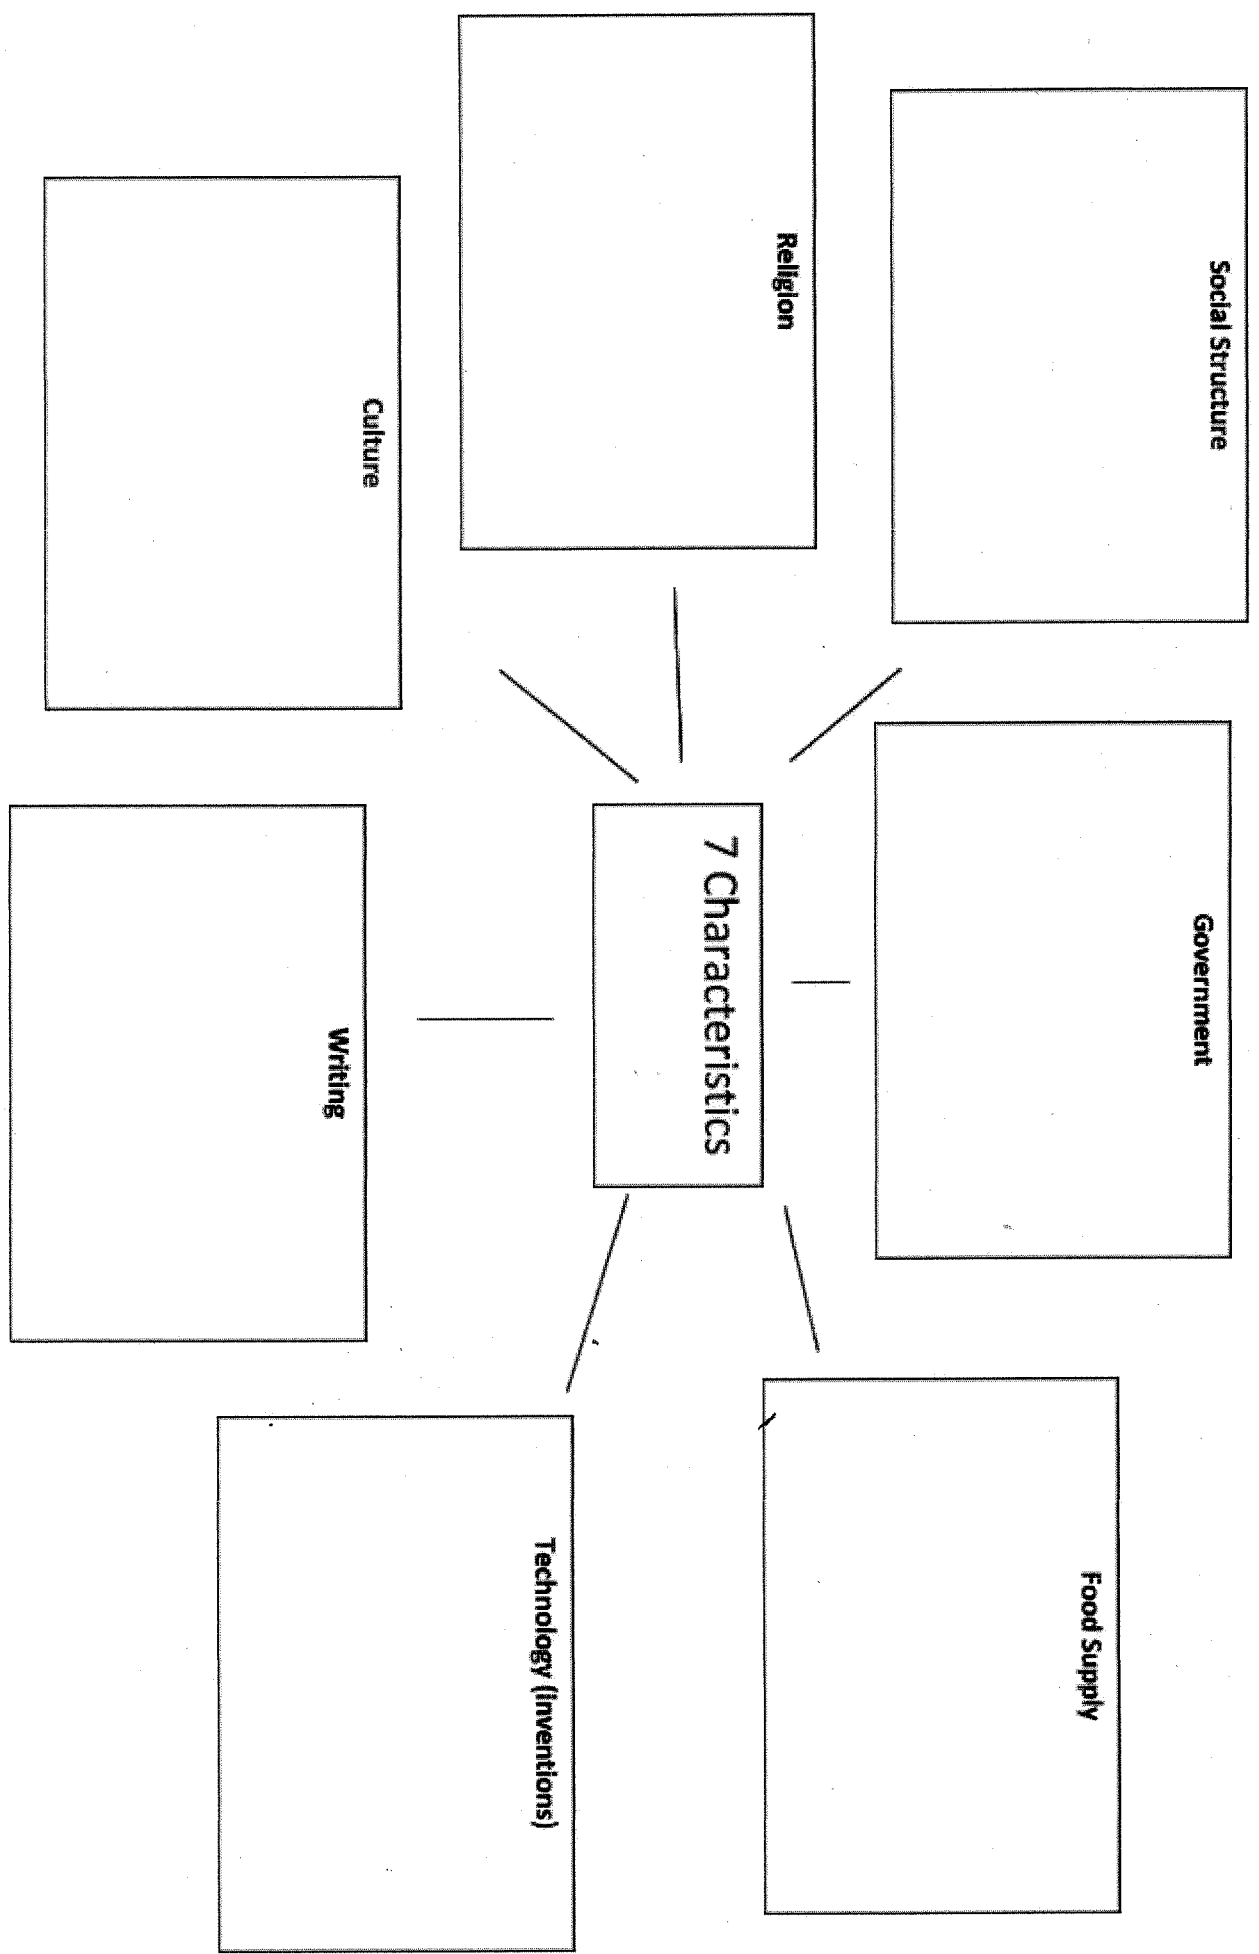 Social Structure
Government
Food Supply
Religion
7 Characteristics
Technology (inventions)
Culture
Writing